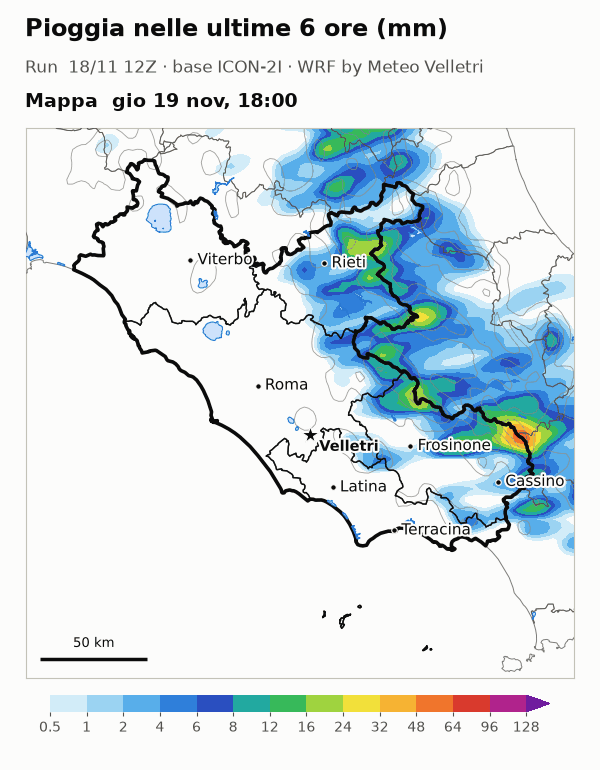 Pioggia nelle ultime 6 ore (mm)
Run  18/11 12Z · base ICON-2I · WRF by Meteo Velletri
Mappa  gio 19 nov, 18:00
Viterbo
Rieti
Roma
Velletri
Frosinone
Latina
Cassino
Terracina
50 km
0.5 1 2 4 6 8 12 16 24 32 48 64 96 128